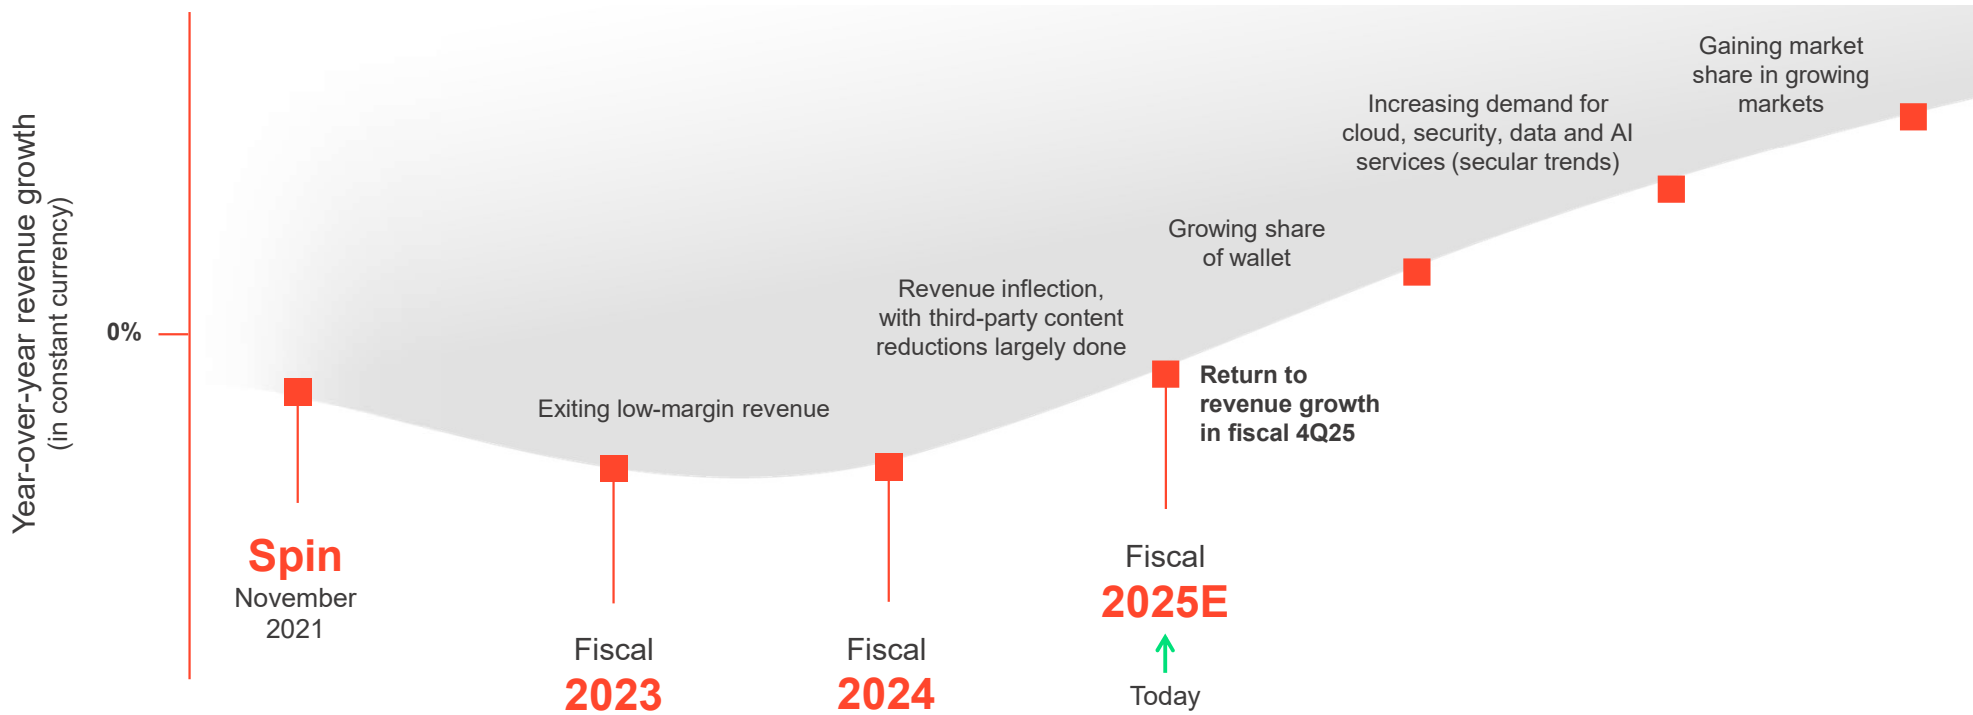 Year-over-year revenue growth
(in constant currency)
0%
Spin
November
2021
Exiting low-margin revenue
Fiscal
2023
Fiscal
2024
Revenue inflection,
with third-party content
reductions largely done
Return to
revenue growth
in fiscal 4Q25
Fiscal
2025E
Today
Growing share
of wallet
Increasing demand for
cloud, security, data and AI
services (secular trends)
Gaining market
share in growing
markets